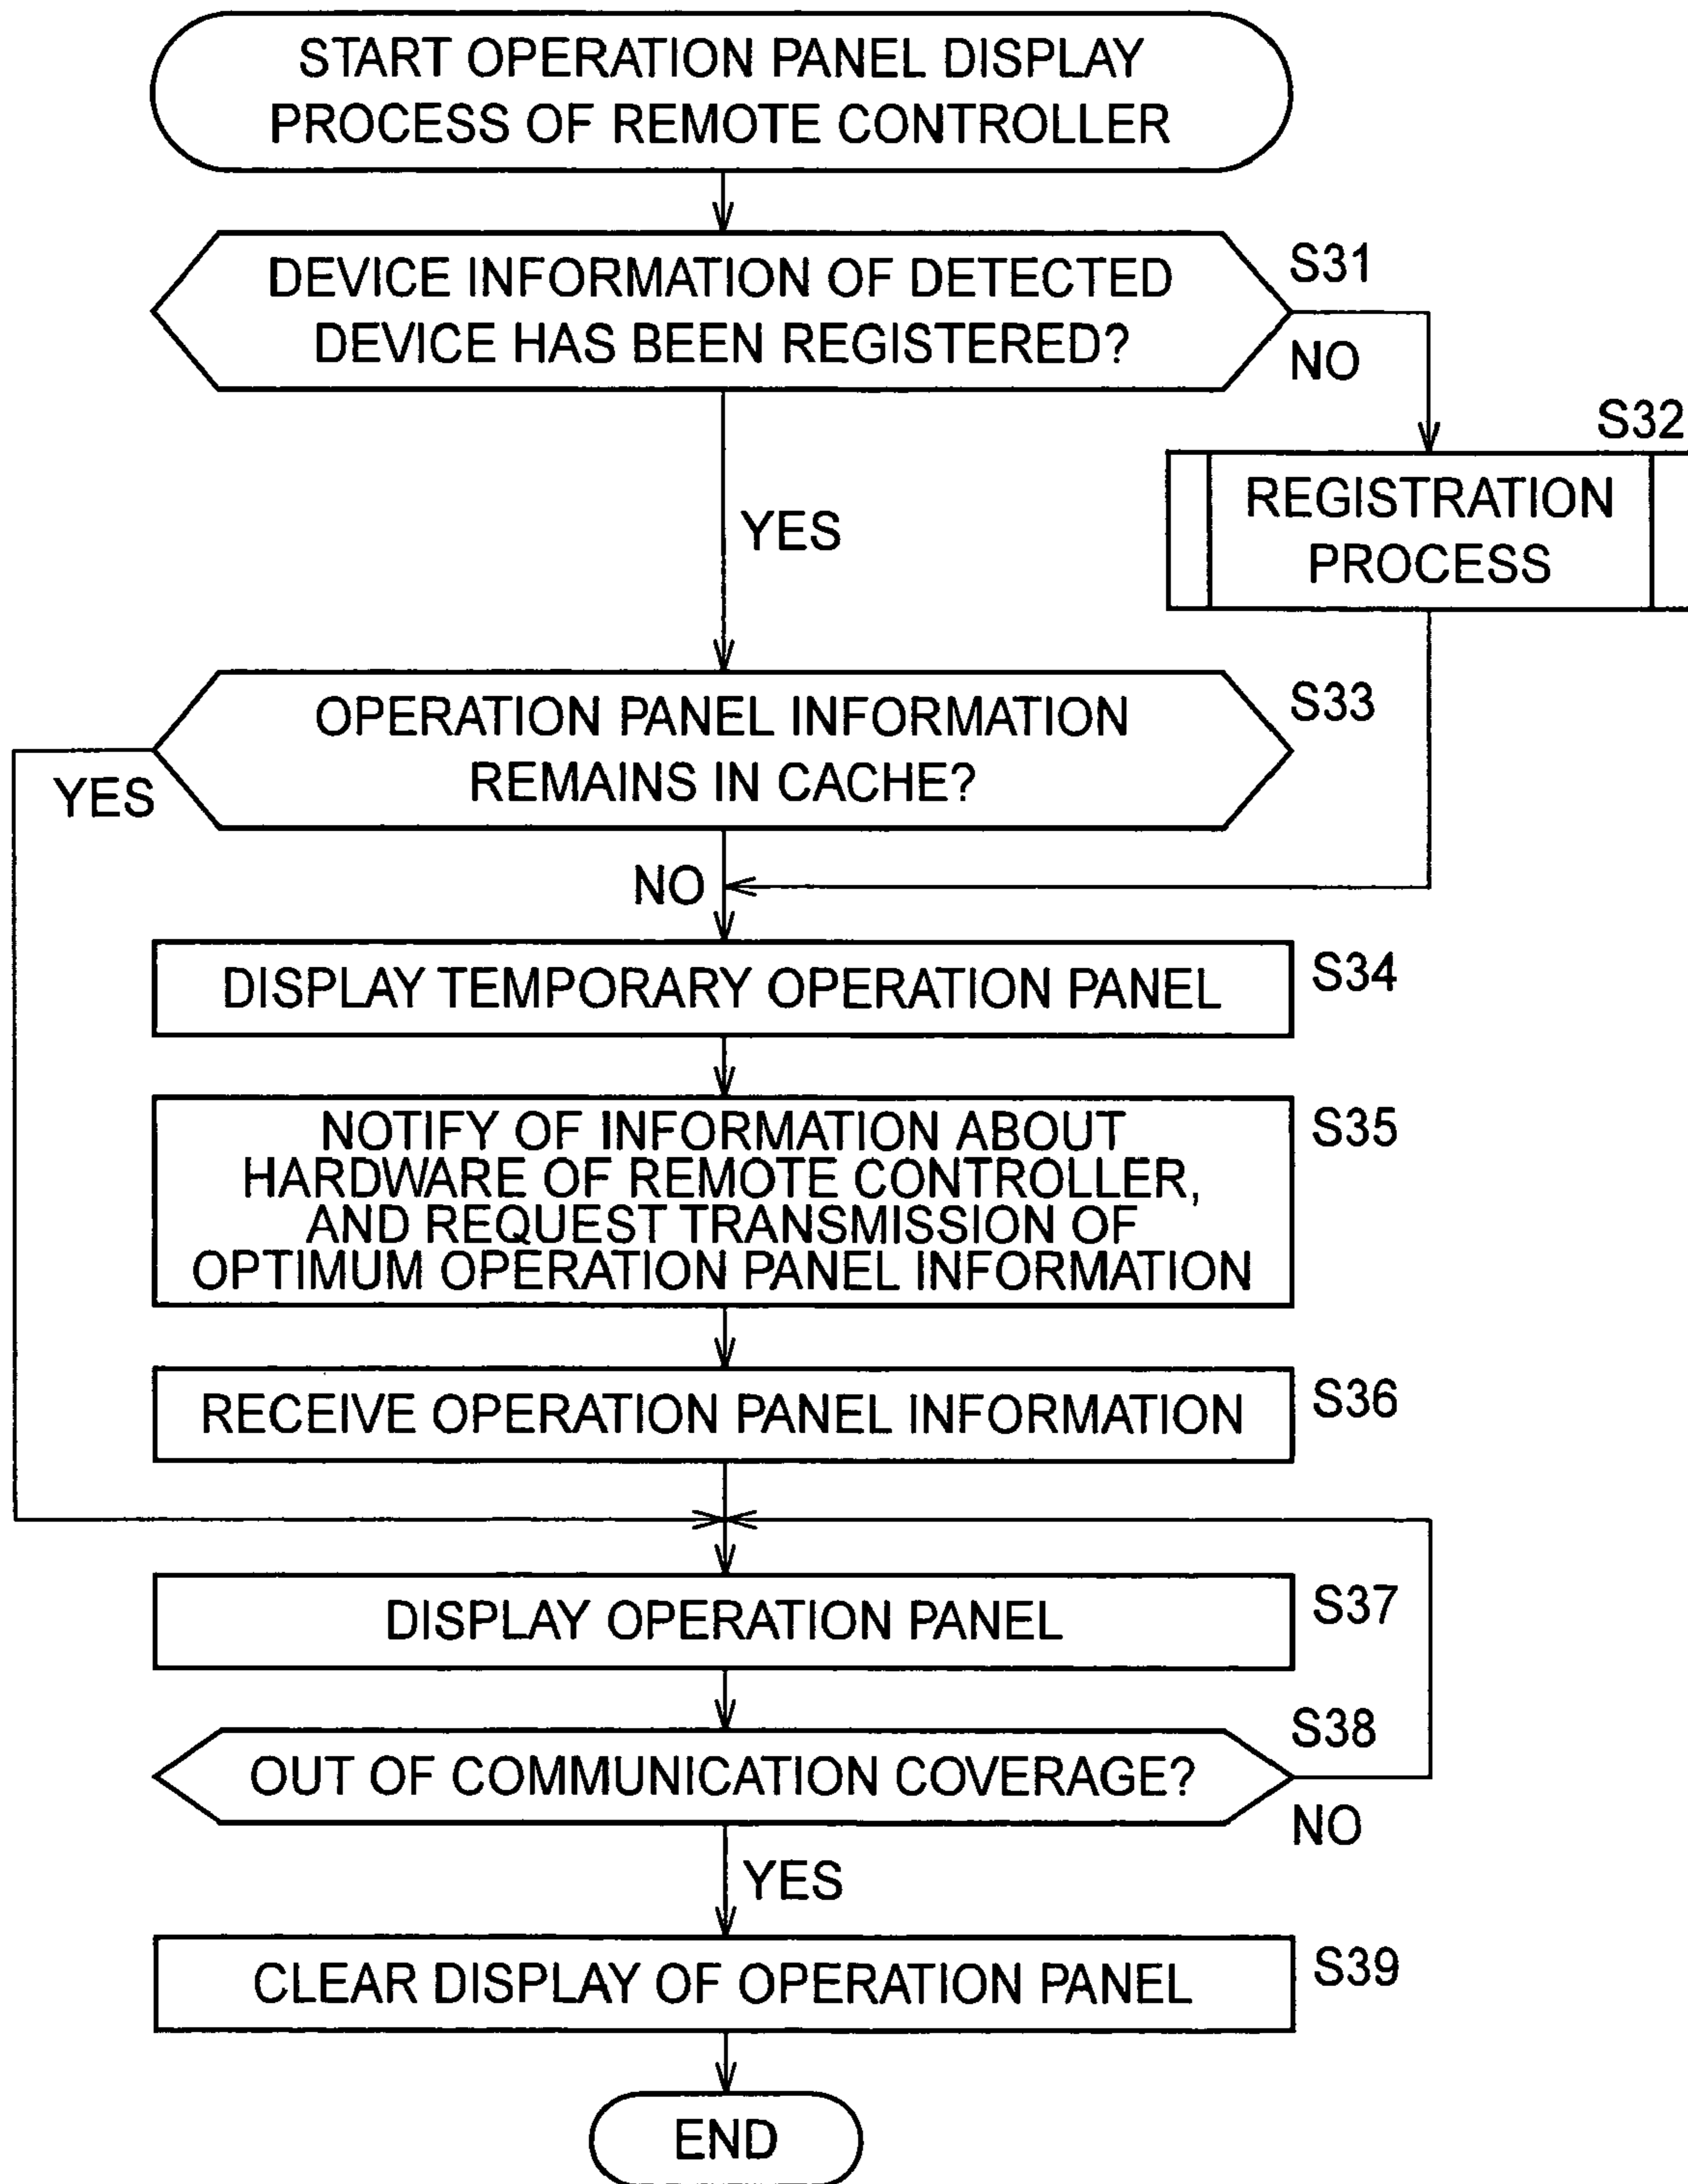 START OPERATION PANEL DISPLAY
PROCESS OF REMOTE CONTROLLER
DEVICE INFORMATION OF DETECTED
DEVICE HAS BEEN REGISTERED?
S31
NO
S32
REGISTRATION
PROCESS
YES
OPERATION PANEL INFORMATION
REMAINS IN CACHE?
S33
YES
NO
DISPLAY TEMPORARY OPERATION PANEL
S34
NOTIFY OF INFORMATION ABOUT
HARDWARE OF REMOTE CONTROLLER,
AND REQUEST TRANSMISSION OF
OPTIMUM OPERATION PANEL INFORMATION
S35
RECEIVE OPERATION PANEL INFORMATION
S36
DISPLAY OPERATION PANEL
S37
OUT OF COMMUNICATION COVERAGE?
S38
NO
YES
CLEAR DISPLAY OF OPERATION PANEL
S39
END